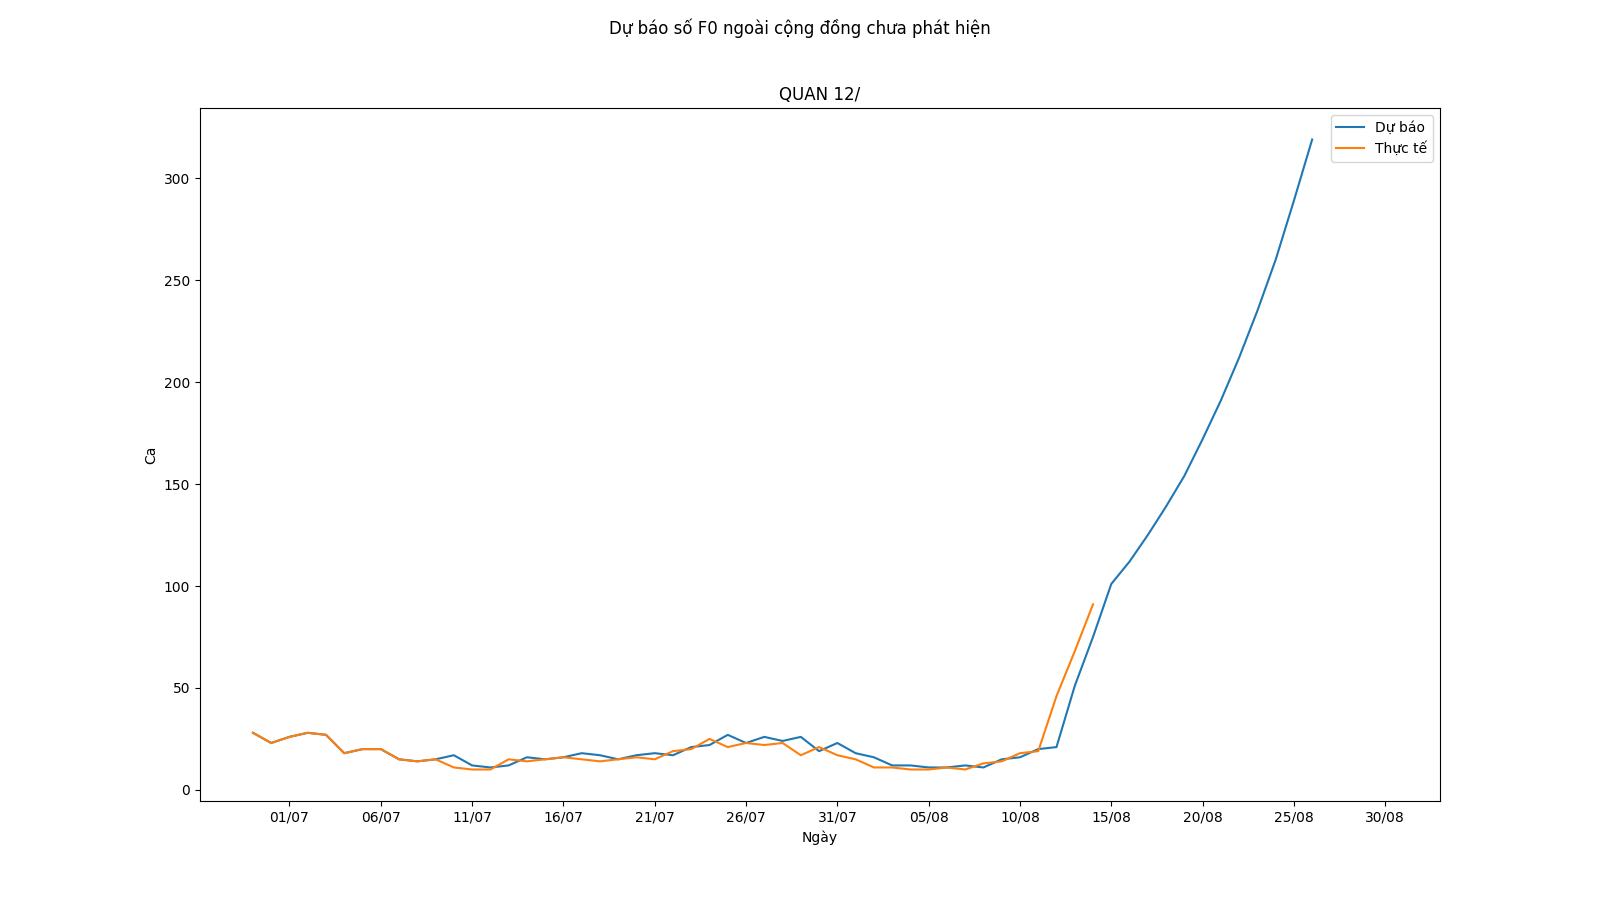 Dự báo số F0 ngoài cộng đồng chưa phát hiện
QUAN 12/
Dự báo
Thực tế
300
250
200
150
100
50
0
Ca
01/07 06/07 11/07 16/07 21/07 26/07 31/07 05/08 10/08 15/08 20/08 25/08 30/08
Ngày